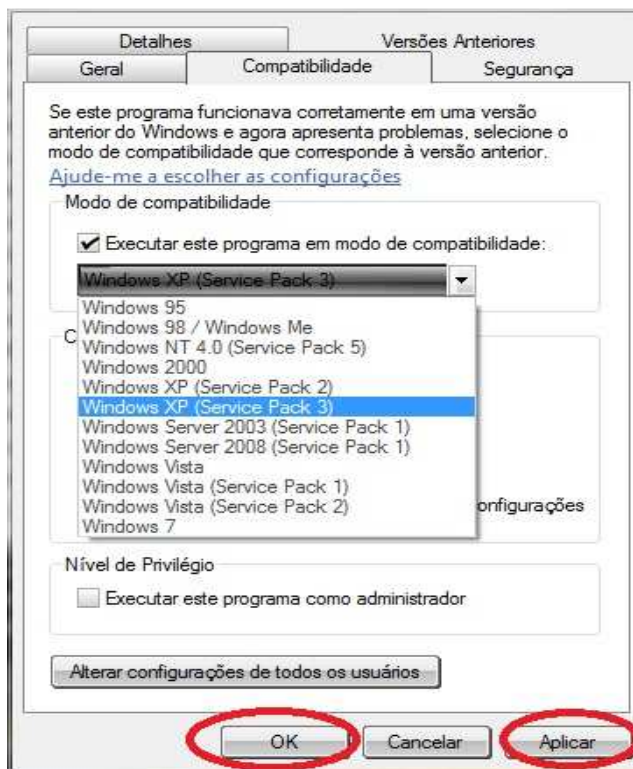 Detalhes Versões Anteriores
Geral Compatibilidade Segurança
Se este programa funcionava corretamente em uma versão
anterior do Windows e agora apresenta problemas, selecione o
modo de compatibilidade que corresponde à versão anterior.
Ajude-me a escolher as configurações
Modo de compatibilidade
Executar este programa em modo de compatibilidade:
Windows XP (Service Pack 3)
Windows 95
Windows 98 / Windows Me
Windows NT 4.0 (Service Pack 5)
Windows 2000
Windows XP (Service Pack 2)
Windows XP (Service Pack 3)
Windows Server 2003 (Service Pack 1)
Windows Server 2008 (Service Pack 1)
Windows Vista
Windows Vista (Service Pack 1)
Windows Vista (Service Pack 2)
onfigurações
Windows 7
Nível de Privilégio
Executar este programa como administrador
Alterar configurações de todos os usuários
OK Cancelar Aplicar